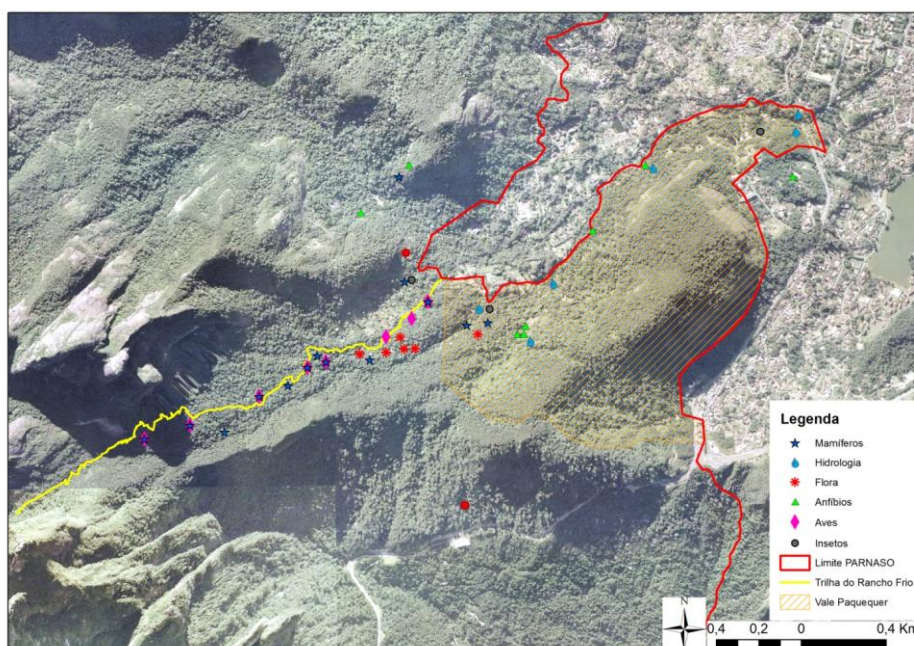 Legenda
Mamíferos
Hidrologia
Flora
Anfíbios
Aves
Insetos
Limite PARNASO
Trilha do Rancho Frio
Vale Paquequer
N
0,4 0,2 0 0,4 Km